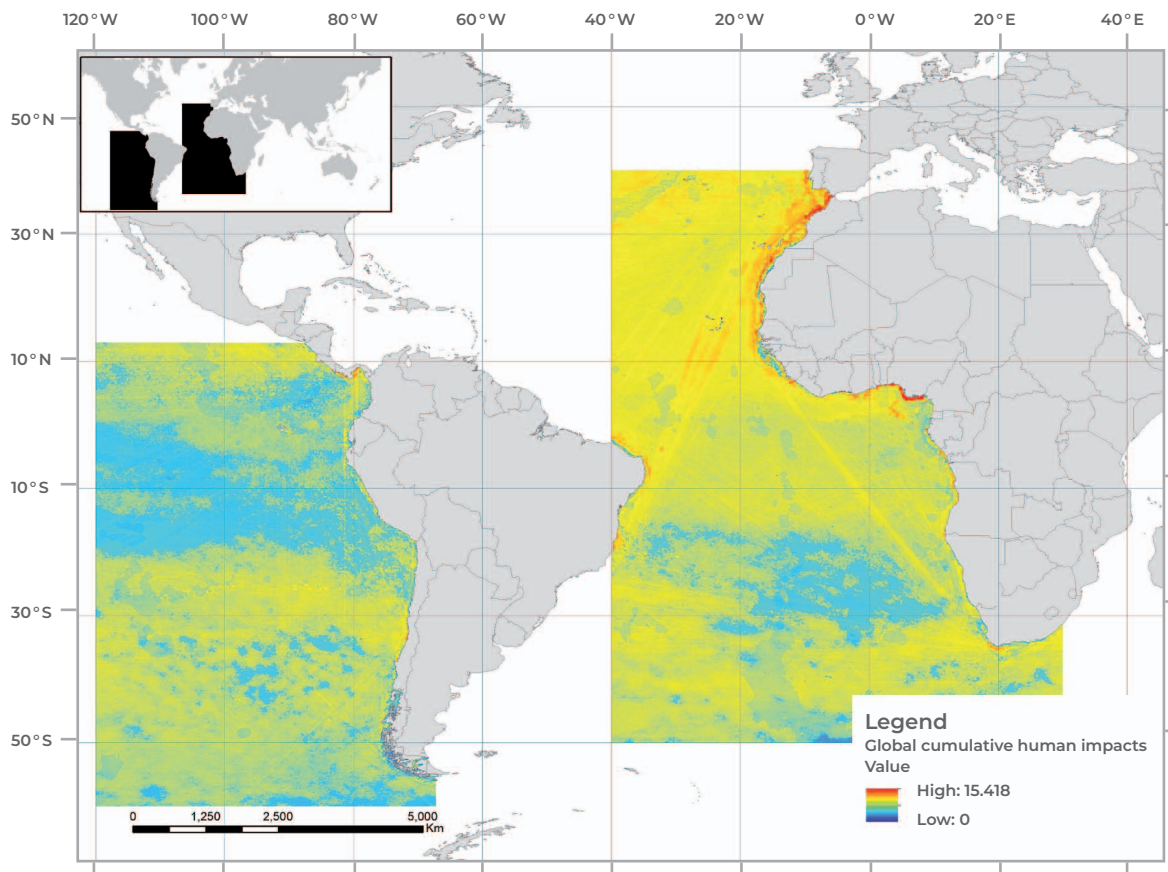 120°W 100°W 80°W 60°W 40°W 20°W 0°W 20°E 40°E
50°N
30°N
10°N
10°S
30°S
50°S
Legend
Global cumulative human impacts
Value
High: 15.418
Low: 0
0 1,250 2,500 5,000
Km